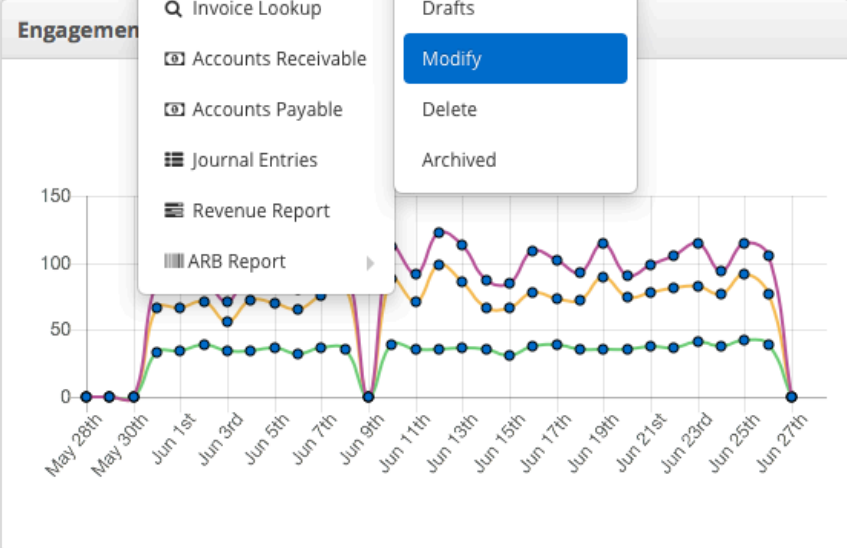 Invoice Lookup
Drafts
Engagemen
Accounts Receivable
Modify
Accounts Payable
Delete
Journal Entries
Archived
Revenue Report
ARB Report
150
100
50
0
May 28th
May 30th
Jun 1st
Jun 3rd
Jun 5th
Jun 7th
Jun 9th
Jun 11th
Jun 13th
Jun 15th
Jun 17th
Jun 19th
Jun 21st
Jun 23rd
Jun 25th
Jun 27th